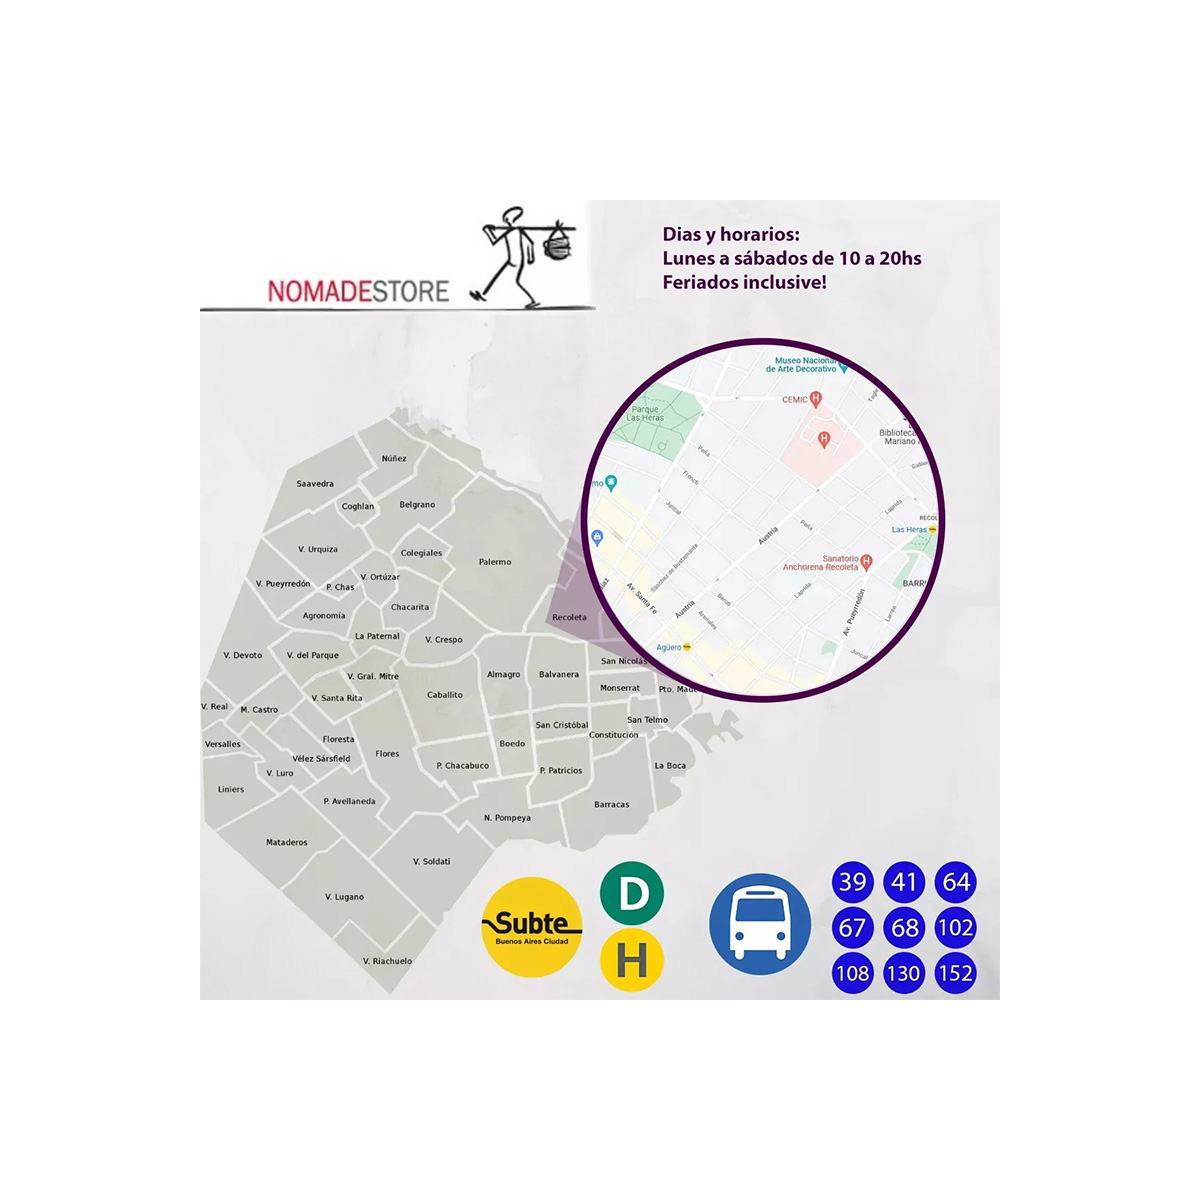 NOMADESTORE
Dias y horarios:
Lunes a sábados de 10 a 20hs
Feriados inclusive!
Museo Nacional
de Arte Decorativo
CEMIC
H
H
Parque
Las Heras
Biblioteca
Mariano
Peña
French
Juncal
Galileo
Laprida
RECOL
Las Heras
Austria
Peña
Sánchez de Bustamante
Sanatorio
Anchorena Recoleta
H
BARR
Av. Santa Fe
Austria
Beruti
Arenales
Laprida
Av. Pueyrredón
Larrea
Juncal
Agüero
Núñez
Saavedra
Coghlan
Belgrano
V. Urquiza
Colegiales
Palermo
V. Pueyrredón
P. Chas
V. Ortúzar
Chacarita
Agronomía
Recoleta
La Paternal
V. Crespo
V. Devoto
V. del Parque
San Nicolás
V. Gral. Mitre
Almagro
Balvanera
Monserrat
Pto. Made
V. Santa Rita
Caballito
V. Real
M. Castro
San Telmo
San Cristóbal
Constitución
Versalles
Floresta
Boedo
Vélez Sársfield
Flores
P. Chacabuco
P. Patricios
La Boca
V. Luro
Liniers
P. Avellaneda
Barracas
N. Pompeya
Mataderos
V. Soldati
V. Lugano
V. Riachuelo
Subte
Buenos Aires Ciudad
D
H
39 41 64
67 68 102
108 130 152